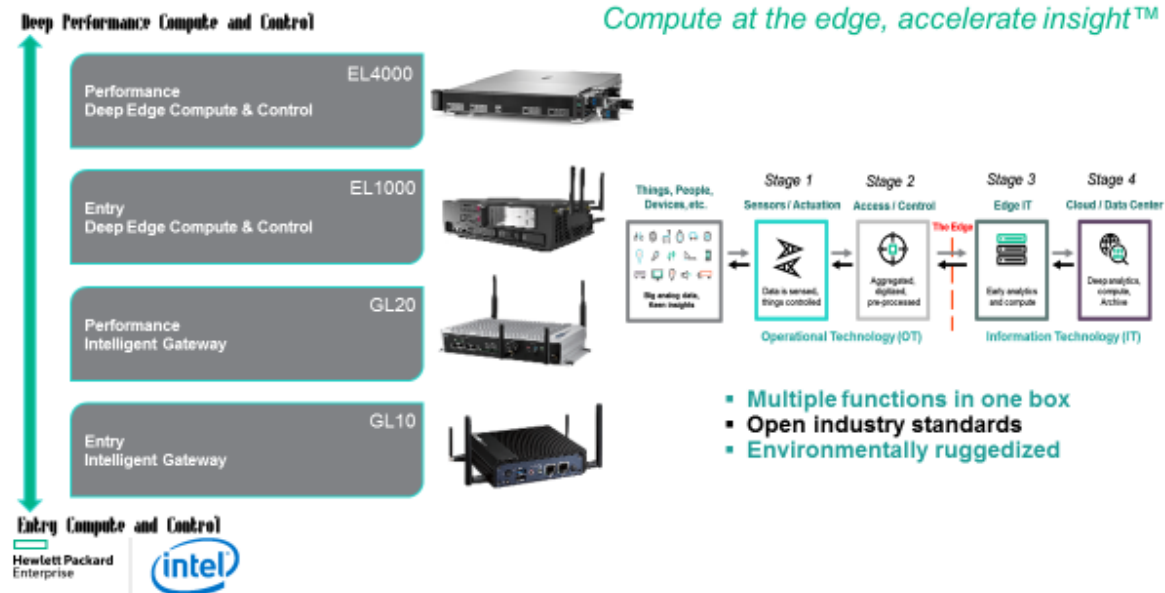 Deep Performance Compute and Control
Compute at the edge, accelerate insight™
EL4000
Performance
Deep Edge Compute & Control
EL1000
Entry
Deep Edge Compute & Control
GL20
Performance
Intelligent Gateway
GL10
Entry
Intelligent Gateway
Entry Compute and Control
Hewlett Packard
Enterprise
intel
Things, People,
Devices, etc.
Big analog data,
Keen insights
Stage 1
Sensors / Actuation
Data is sensed,
things controlled
Stage 2
Access / Control
Aggregated,
digitized,
pre-processed
The Edge
Stage 3
Edge IT
Early analytics
and compute
Stage 4
Cloud / Data Center
Deep analytics,
compute,
Archive
Operational Technology (OT)
Information Technology (IT)
▪ Multiple functions in one box
▪ Open industry standards
▪ Environmentally ruggedized